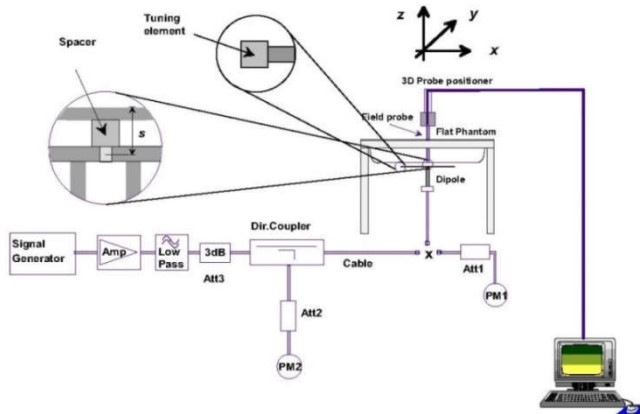 Tuning
element
Spacer
s
z
y
x
3D Probe positioner
Field probe
Flat Phantom
Dipole
Signal
Generator
Amp
Low
Pass
3dB
Att3
Dir.Coupler
Cable
X
Att1
PM1
Att2
PM2